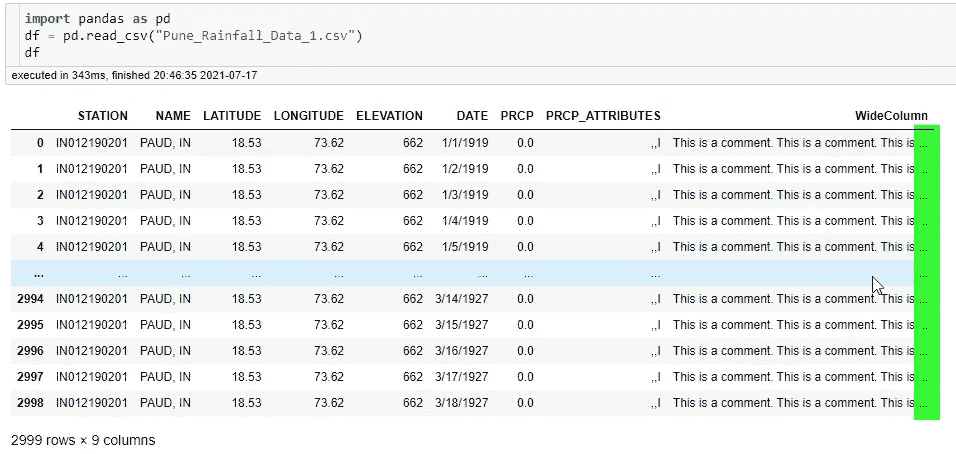 import pandas as pd
df = pd.read_csv("Pune_Rainfall_Data_1.csv")
df
executed in 343ms, finished 20:46:35 2021-07-17
STATION NAME LATITUDE LONGITUDE ELEVATION DATE PRCP PRCP_ATTRIBUTES WideColumn
0 IN012190201 PAUD, IN 18.53 73.62 662 1/1/1919 0.0 ,,I This is a comment. This is a comment. This is ...
1 IN012190201 PAUD, IN 18.53 73.62 662 1/2/1919 0.0 ,,I This is a comment. This is a comment. This is ...
2 IN012190201 PAUD, IN 18.53 73.62 662 1/3/1919 0.0 ,,I This is a comment. This is a comment. This is ...
3 IN012190201 PAUD, IN 18.53 73.62 662 1/4/1919 0.0 ,,I This is a comment. This is a comment. This is ...
4 IN012190201 PAUD, IN 18.53 73.62 662 1/5/1919 0.0 ,,I This is a comment. This is a comment. This is ...
... ... ... ... ... ... ... ... ... ...
2994 IN012190201 PAUD, IN 18.53 73.62 662 3/14/1927 0.0 ,,I This is a comment. This is a comment. This is ...
2995 IN012190201 PAUD, IN 18.53 73.62 662 3/15/1927 0.0 ,,I This is a comment. This is a comment. This is ...
2996 IN012190201 PAUD, IN 18.53 73.62 662 3/16/1927 0.0 ,,I This is a comment. This is a comment. This is ...
2997 IN012190201 PAUD, IN 18.53 73.62 662 3/17/1927 0.0 ,,I This is a comment. This is a comment. This is ...
2998 IN012190201 PAUD, IN 18.53 73.62 662 3/18/1927 0.0 ,,I This is a comment. This is a comment. This is ...
2999 rows × 9 columns